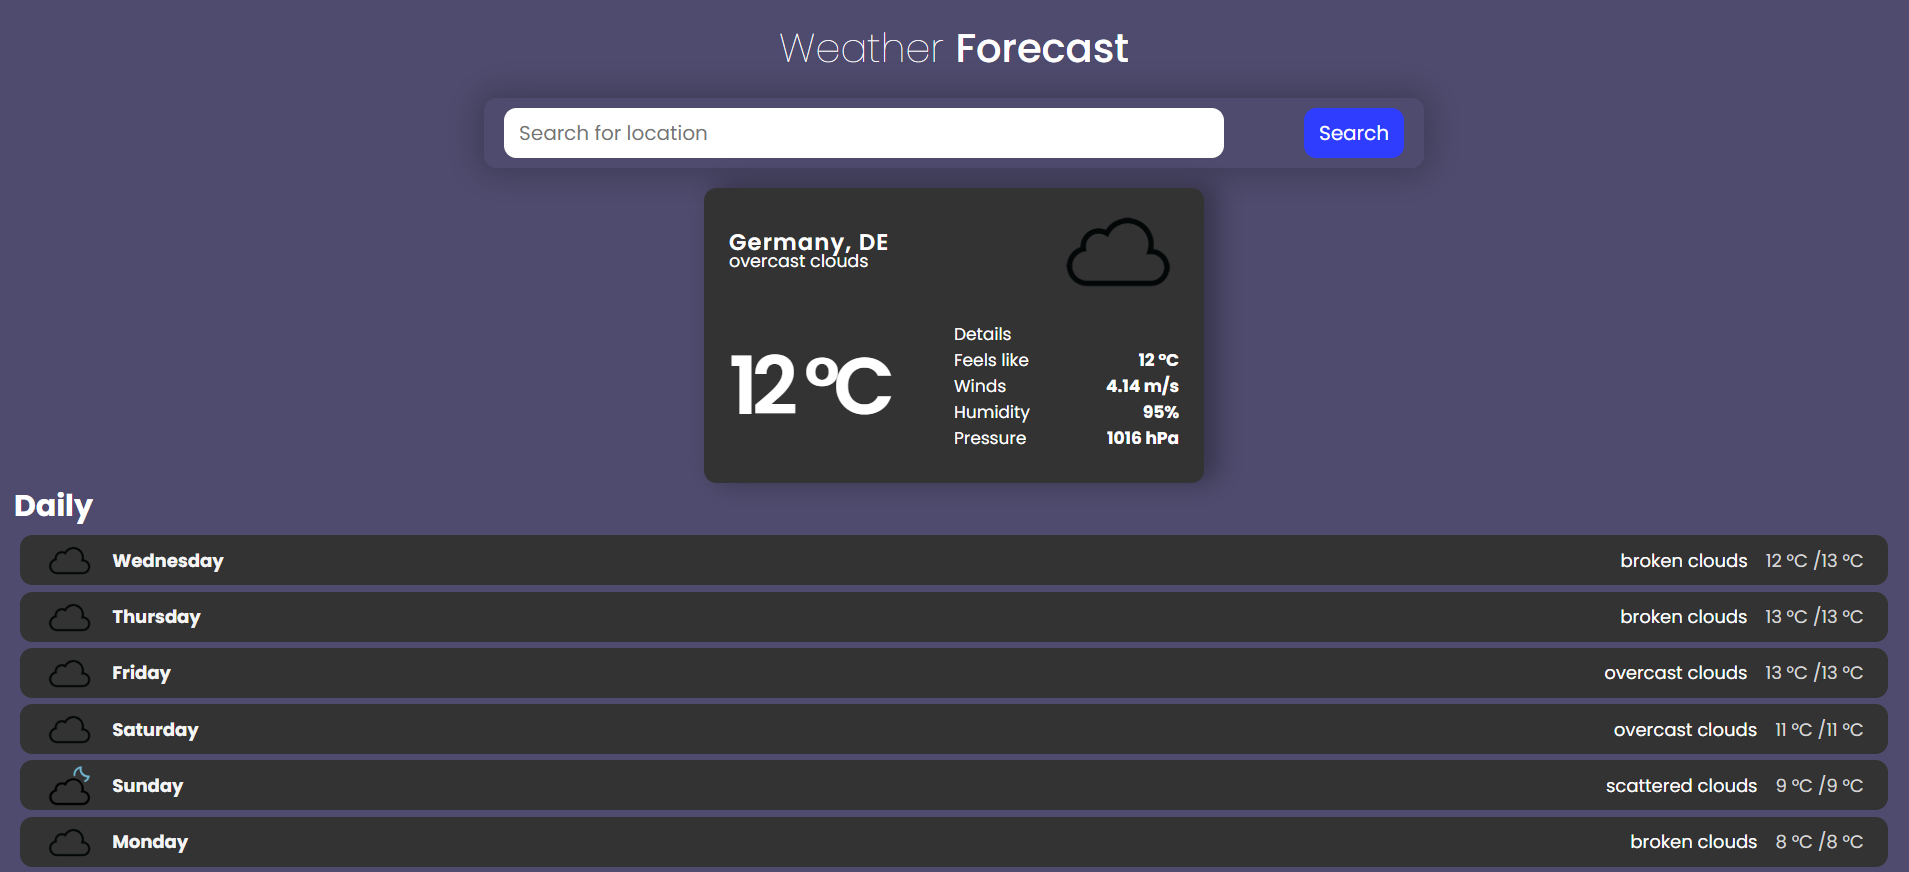 Weather Forecast
Search for location
Search
Germany, DE
overcast clouds
12 °C
Details
Feels like 12 °C
Winds 4.14 m/s
Humidity 95%
Pressure 1016 hPa
Daily
Wednesday broken clouds 12 °C /13 °C
Thursday broken clouds 13 °C /13 °C
Friday overcast clouds 13 °C /13 °C
Saturday overcast clouds 11 °C /11 °C
Sunday scattered clouds 9 °C /9 °C
Monday broken clouds 8 °C /8 °C